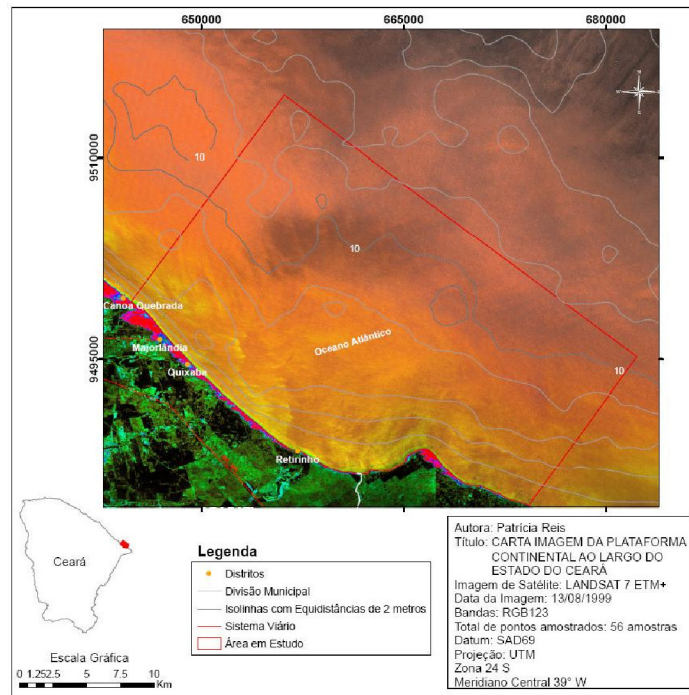 650000 665000 680000
9510000
9495000
10
10
10
Canoa Quebrada
Majorlândia
Quixaba
Oceano Atlântico
Retirinho
Ceará
Escala Gráfica
0 1.252.5 5 7.5 10
Km
Legenda
Distritos
Divisão Municipal
Isolinhas com Equidistâncias de 2 metros
Sistema Viário
Área em Estudo
Autora: Patrícia Reis
Título: CARTA IMAGEM DA PLATAFORMA
CONTINENTAL AO LARGO DO
ESTADO DO CEARÁ
Imagem de Satélite: LANDSAT 7 ETM+
Data da Imagem: 13/08/1999
Bandas: RGB123
Total de pontos amostrados: 56 amostras
Datum: SAD69
Projeção: UTM
Zona 24 S
Meridiano Central 39° W